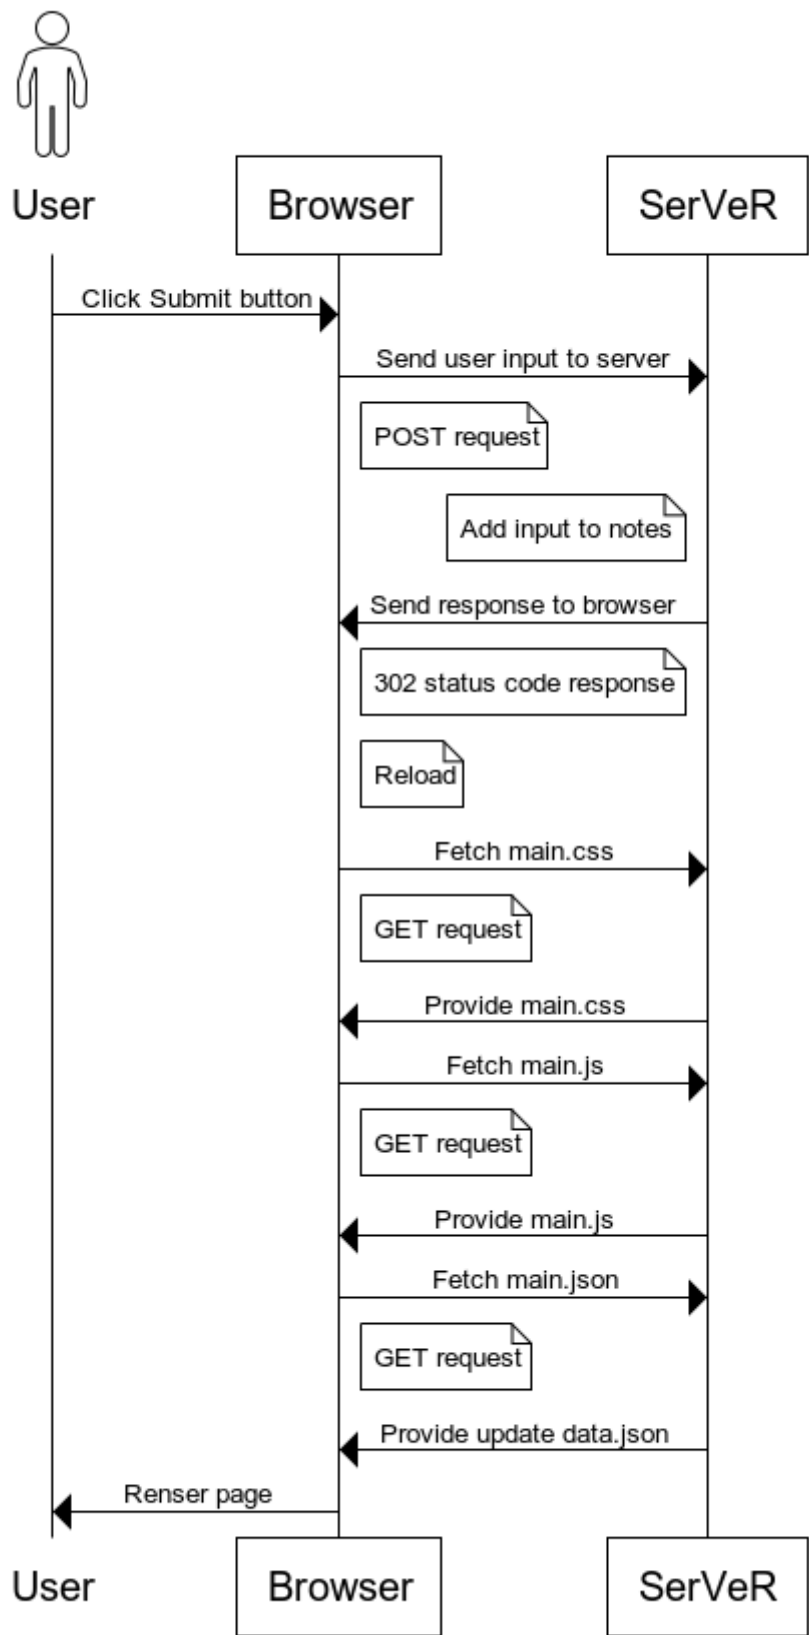 User
Browser
SerVeR
Click Submit button
Send user input to server
POST request
Add input to notes
Send response to browser
302 status code response
Reload
Fetch main.css
GET request
Provide main.css
Fetch main.js
GET request
Provide main.js
Fetch main.json
GET request
Provide update data.json
Renser page
User
Browser
SerVeR